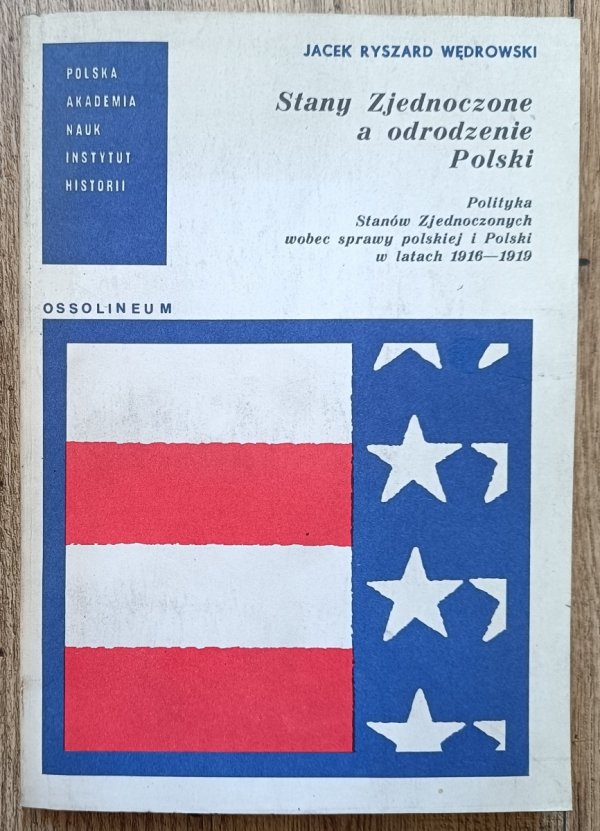 POLSKA
AKADEMIA
NAUK
INSTYTUT
HISTORII
JACEK RYSZARD WĘDROWSKI
Stany Zjednoczone
a odrodzenie
Polski
Polityka
Stanów Zjednoczonych
wobec sprawy polskiej i Polski
w latach 1916—1919
OSSOLINEUM